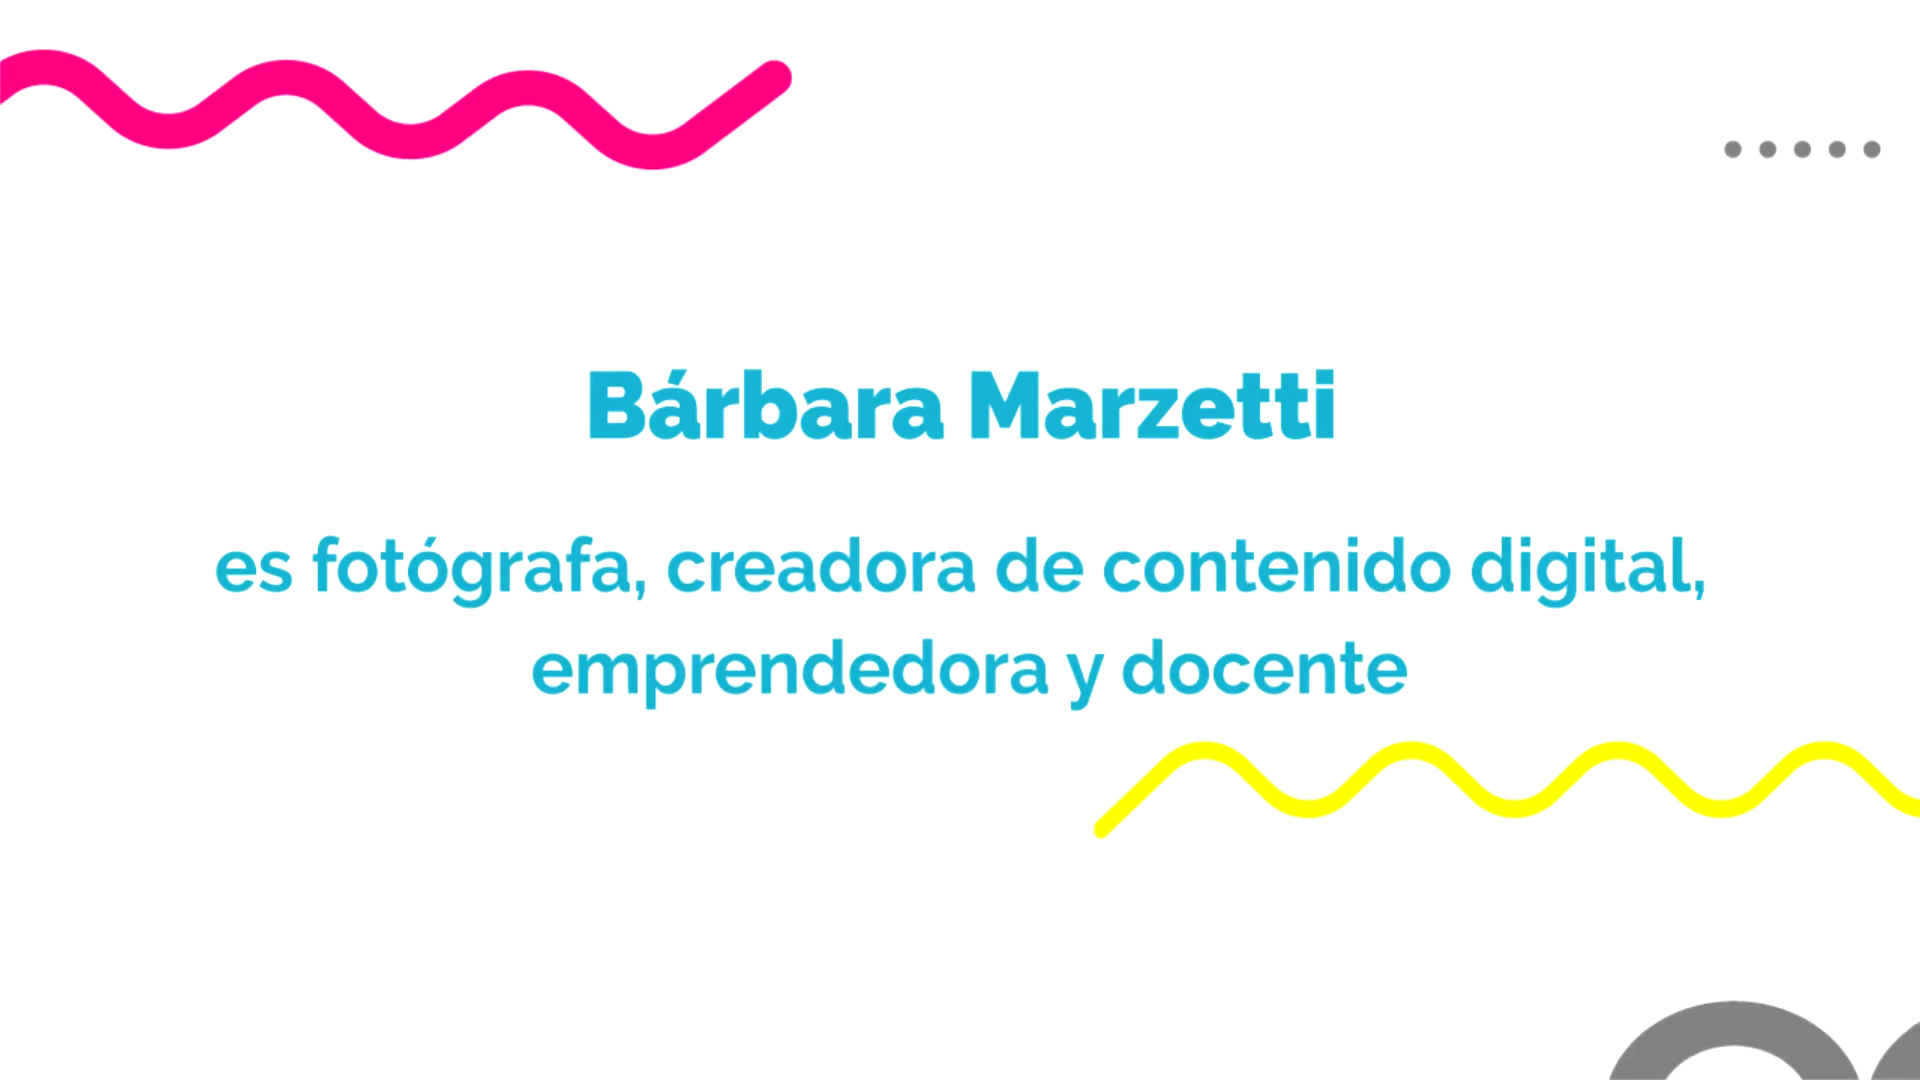 Bárbara Marzetti
es fotógrafa, creadora de contenido digital,
emprendedora y docente